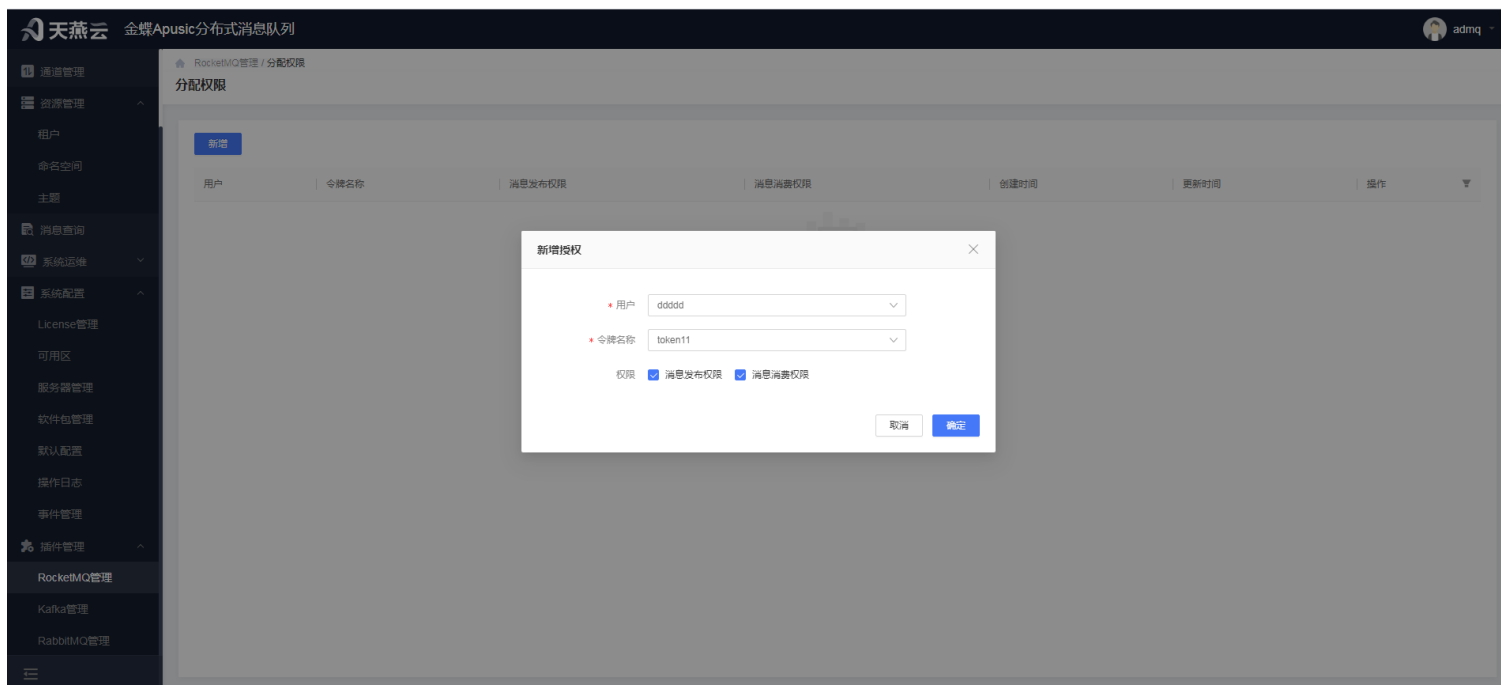 天燕云 金蝶Apusic分布式消息队列
admq
通道管理
资源管理
租户
命名空间
主题
消息查询
系统运维
系统配置
License管理
可用区
服务器管理
软件包管理
默认配置
操作日志
事件管理
插件管理
RocketMQ管理
Kafka管理
RabbitMQ管理
RocketMQ管理 / 分配权限
分配权限
新增
用户 令牌名称 消息发布权限 消息消费权限 创建时间 更新时间 操作
新增授权
* 用户 ddddd
* 令牌名称 token11
权限 消息发布权限 消息消费权限
取消 确定